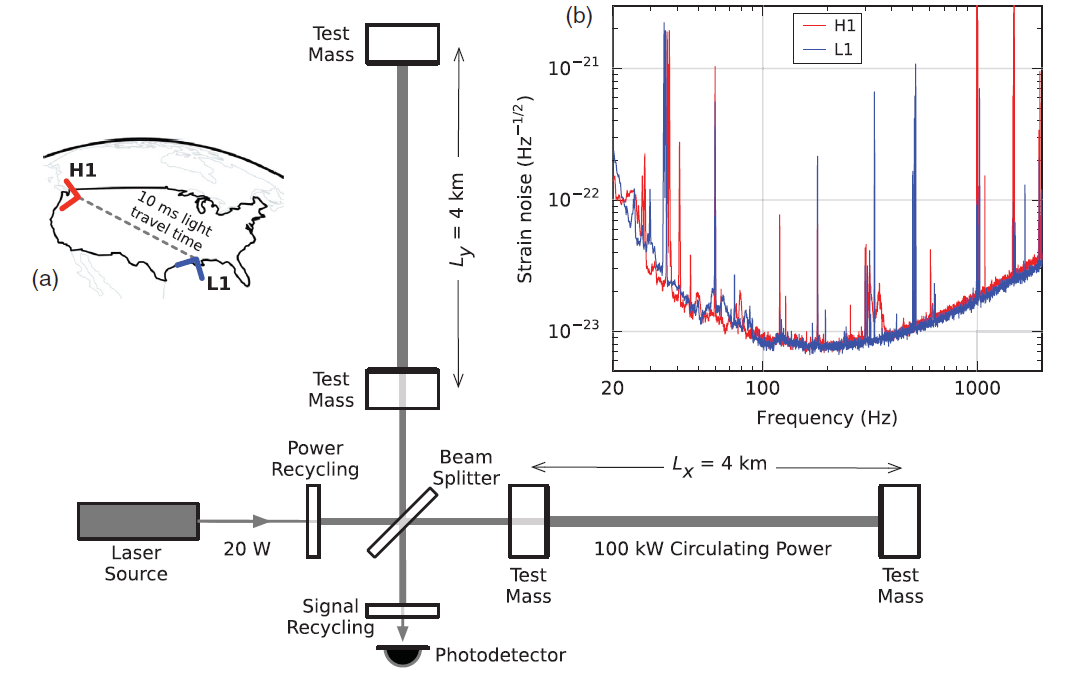 (a)
H1
10 ms light
travel time
L1
Test
Mass
Ly = 4 km
Test
Mass
Power
Recycling
Beam
Splitter
Laser
Source
20 W
Lx = 4 km
100 kW Circulating Power
Test
Mass
Test
Mass
Signal
Recycling
Photodetector
(b)
H1
L1
Strain noise (Hz−1/2)
10−21
10−22
10−23
20
100
1000
Frequency (Hz)